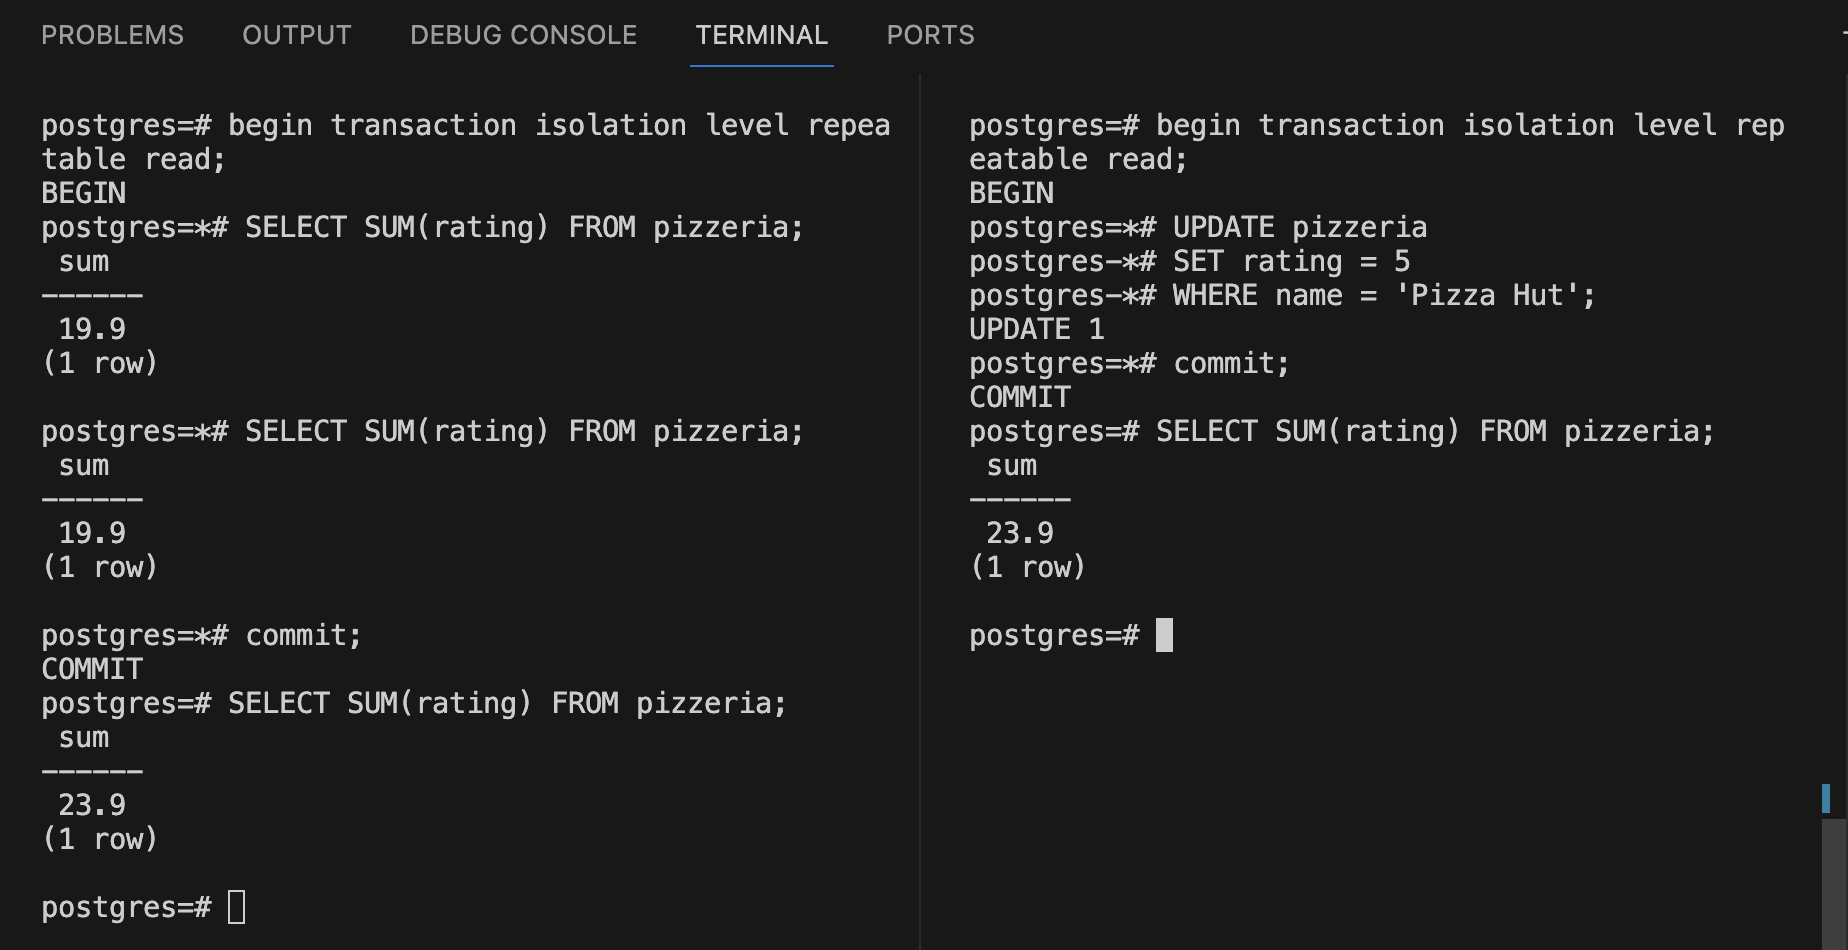 PROBLEMS OUTPUT DEBUG CONSOLE TERMINAL PORTS
postgres=# begin transaction isolation level repea
table read;
BEGIN
postgres=*# SELECT SUM(rating) FROM pizzeria;
sum
------
19.9
(1 row)
postgres=*# SELECT SUM(rating) FROM pizzeria;
sum
------
19.9
(1 row)
postgres=*# commit;
COMMIT
postgres=# SELECT SUM(rating) FROM pizzeria;
sum
------
23.9
(1 row)
postgres=#
postgres=# begin transaction isolation level rep
eatable read;
BEGIN
postgres=*# UPDATE pizzeria
postgres-*# SET rating = 5
postgres-*# WHERE name = 'Pizza Hut';
UPDATE 1
postgres=*# commit;
COMMIT
postgres=# SELECT SUM(rating) FROM pizzeria;
sum
------
23.9
(1 row)
postgres=#